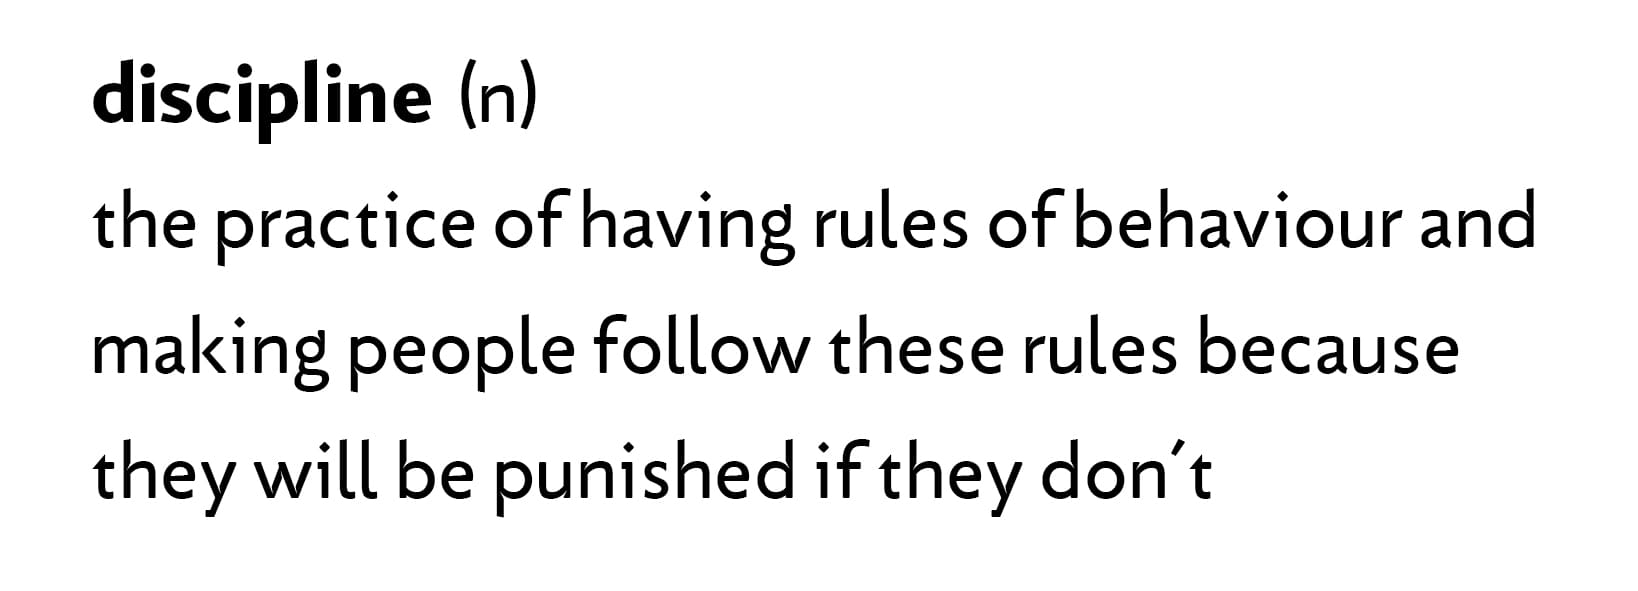 discipline (n)
the practice of having rules of behaviour and
making people follow these rules because
they will be punished if they don´t